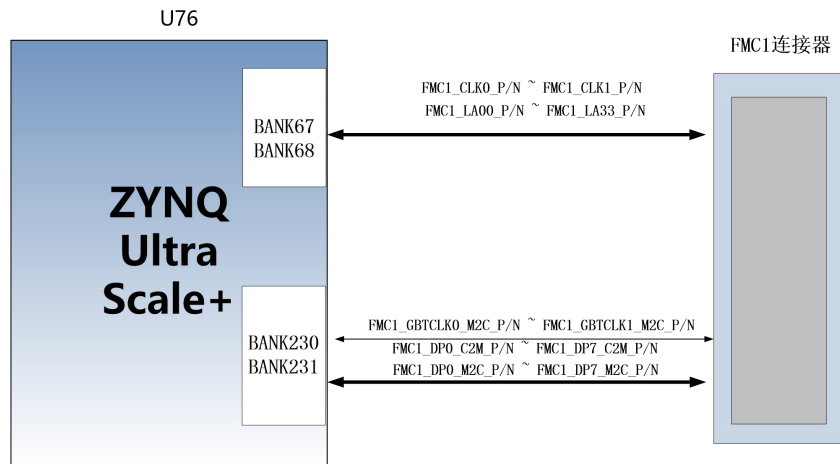 U76
FMC1连接器
FMC1_CLK0_P/N ~ FMC1_CLK1_P/N
FMC1_LA00_P/N ~ FMC1_LA33_P/N
BANK67
BANK68
ZYNQ
Ultra
Scale+
FMC1_GBTCLK0_M2C_P/N ~ FMC1_GBTCLK1_M2C_P/N
BANK230
FMC1_DP0_C2M_P/N ~ FMC1_DP7_C2M_P/N
BANK231
FMC1_DP0_M2C_P/N ~ FMC1_DP7_M2C_P/N